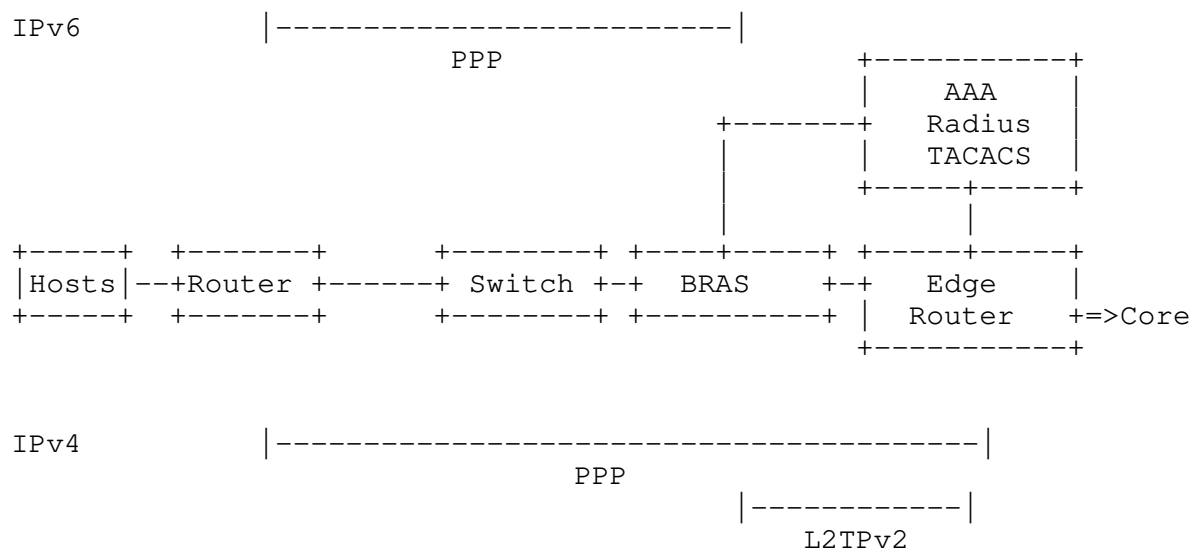 IPv6 |--------------------------|
PPP +-----------+
| AAA |
+--------+ Radius |
| | TACACS |
| +-----+-----+
| |
+-----+ +-------+ +--------+ +----+------+ +-----+-----+
|Hosts|--+Router +------+ Switch +-+ BRAS +-+ Edge |
+-----+ +-------+ +--------+ +-----------+ | Router +=>Core
+-----------+
IPv4 |----------------------------------------|
PPP
|------------|
L2TPv2